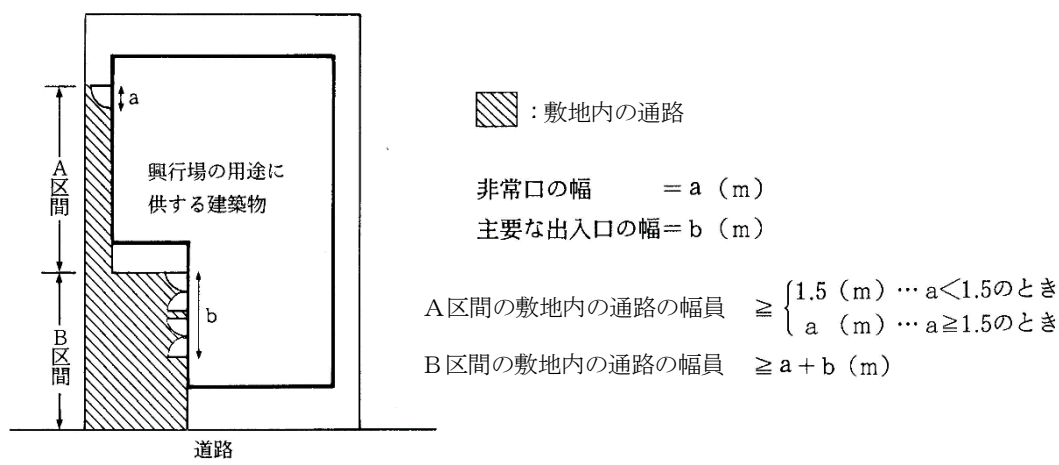 a
A区間
興行場の用途に
供する建築物
b
B区間
道路
：敷地内の通路
非常口の幅　＝a（m）
主要な出入口の幅＝b（m）
A区間の敷地内の通路の幅員　≧{1.5（m）…a＜1.5のとき
a（m）…a≧1.5のとき
B区間の敷地内の通路の幅員　≧a＋b（m）